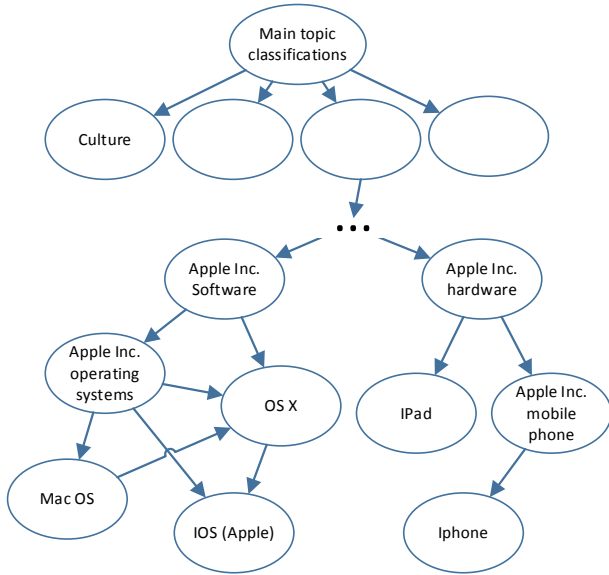 Main topic
classifications
Culture
...
Apple Inc.
Software
Apple Inc.
hardware
Apple Inc.
operating
systems
OS X
IPad
Apple Inc.
mobile
phone
Mac OS
IOS (Apple)
Iphone